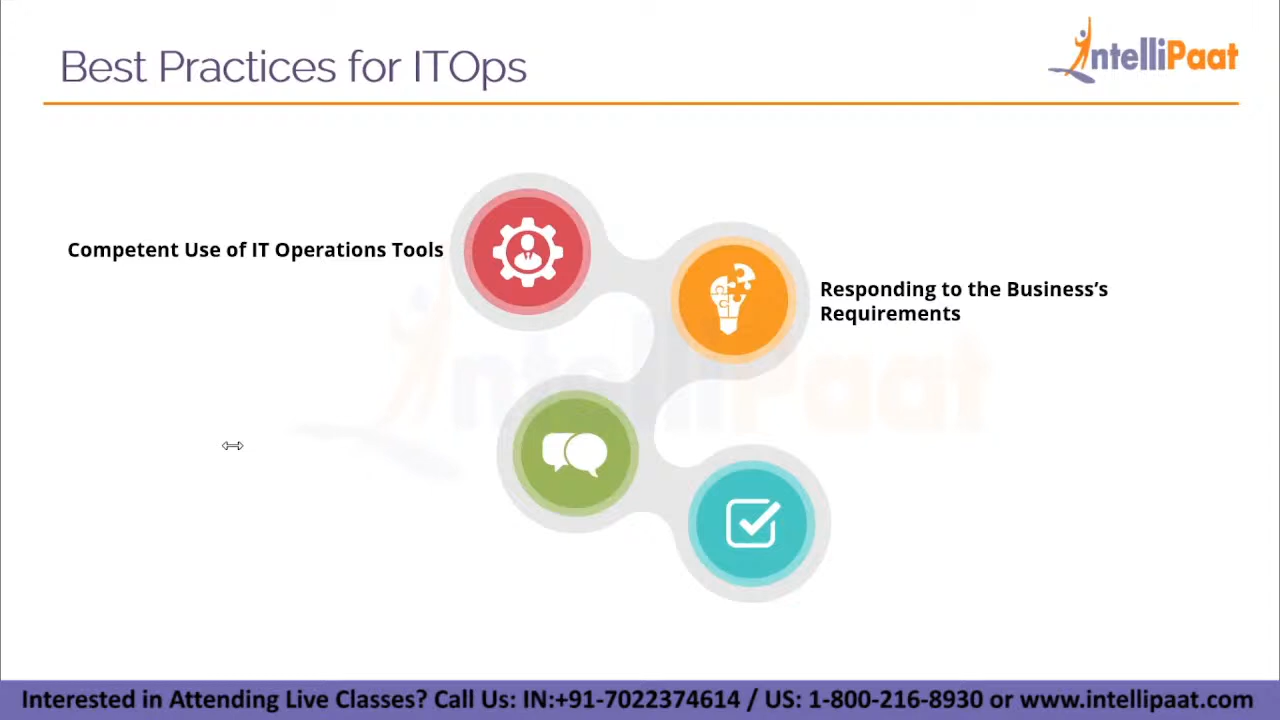 Best Practices for ITOps
IntelliPaat
Competent Use of IT Operations Tools
Responding to the Business’s
Requirements
IntelliPaat
Interested in Attending Live Classes? Call Us: IN:+91-7022374614 / US: 1-800-216-8930 or www.intellipaat.com